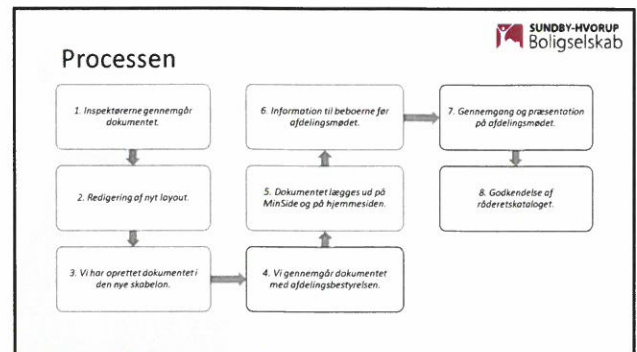 SUNDBY-HVORUP
Boligselskab
Processen
1. Inspektørerne gennemgår
dokumentet.
2. Redigering af nyt layout.
3. Vi har oprettet dokumentet i
den nye skabelon.
4. Vi gennemgår dokumentet
med afdelingsbestyrelsen.
5. Dokumentet lægges ud på
MinSide og på hjemmesiden.
6. Information til beboerne før
afdelingsmødet.
7. Gennemgang og præsentation
på afdelingsmødet.
8. Godkendelse af
råderetskataloget.